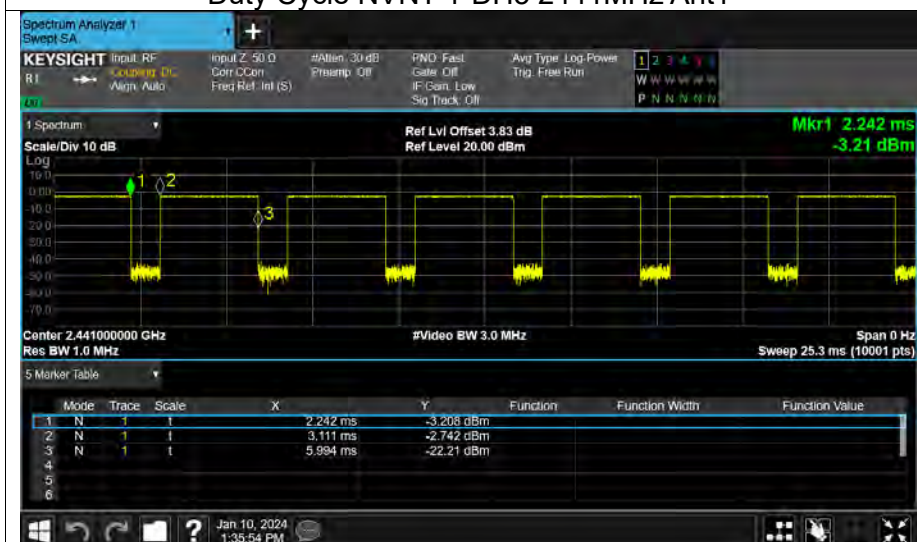 Duty Cycle NVNT 1-DH5 2441MHz Ant1
Spectrum Analyzer 1
Swept SA
+
KEYSIGHT Input: RF Input Z: 50 Ω #Atten: 30 dB PNO: Fast Avg Type: Log-Power 1 2 3 4 5 6
R1 Coupling: DC Corr CCorr Preamp: Off Gate: Off Trig: Free Run W W W W W W
Align: Auto Freq Ref: Int (S) IF Gain: Low
Sig Track: Off P N N N N N
1 Spectrum Ref Lvl Offset 3.83 dB Mkr1 2.242 ms
Scale/Div 10 dB Ref Level 20.00 dBm -3.21 dBm
Log
10.0
0.00
-10.0
-20.0
-30.0
-40.0
-50.0
-60.0
-70.0
1 2
3
Center 2.441000000 GHz #Video BW 3.0 MHz Span 0 Hz
Res BW 1.0 MHz Sweep 25.3 ms (10001 pts)
5 Marker Table
Mode Trace Scale X Y Function Function Width Function Value
1 N 1 t 2.242 ms -3.208 dBm
2 N 1 t 3.111 ms -2.742 dBm
3 N 1 t 5.994 ms -22.21 dBm
4
5
6
? Jan 10, 2024
1:35:54 PM